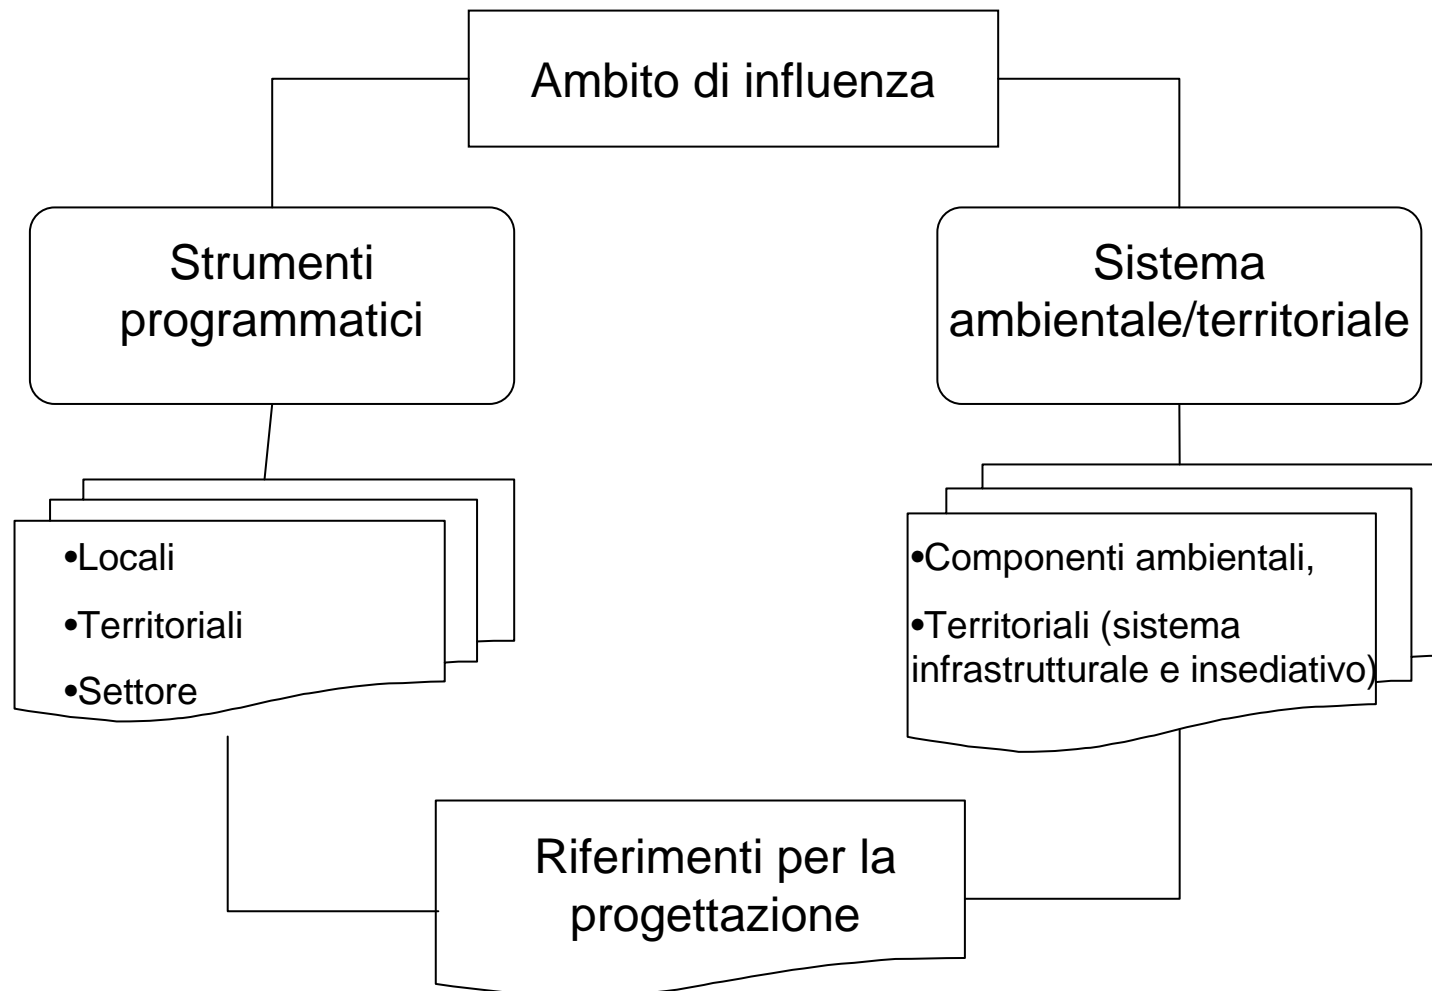 Ambito di influenza
Strumenti
programmatici
Sistema
ambientale/territoriale
•Locali
•Territoriali
•Settore
•Componenti ambientali,
•Territoriali (sistema
infrastrutturale e insediativo)
Riferimenti per la
progettazione